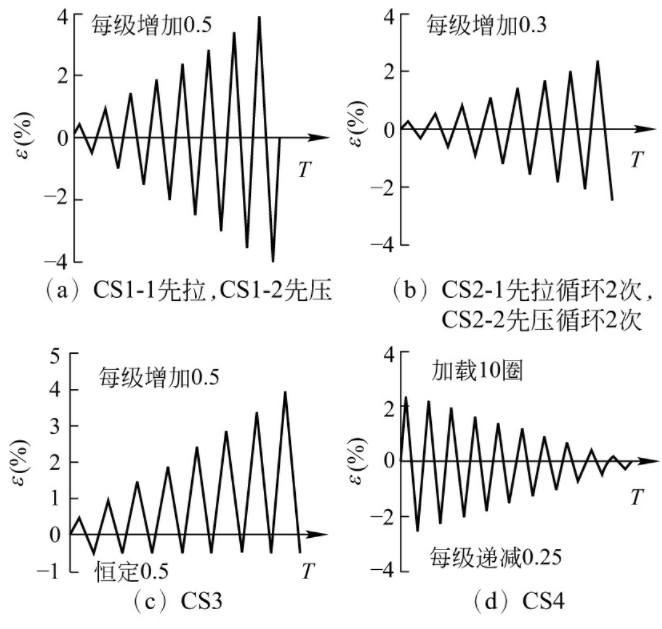 4
每级增加0.5
2
0
−2
−4
ε(%)
T
（a）CS1-1先拉,CS1-2先压
4
每级增加0.3
2
0
−2
−4
ε(%)
T
（b）CS2-1先拉循环2次,
CS2-2先压循环2次
5
每级增加0.5
4
3
2
1
0
−1
ε(%)
恒定0.5
T
（c）CS3
4
加载10圈
2
0
−2
−4
ε(%)
T
每级递减0.25
（d）CS4